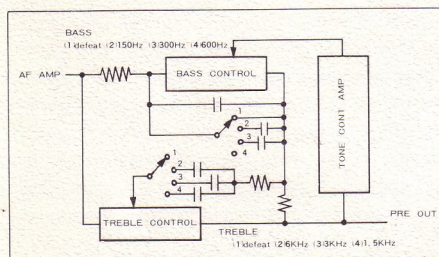 BASS
(1)defeat (2)150Hz (3)300Hz (4)600Hz
AF AMP
BASS CONTROL
TONE CONT AMP
1
2
3
4
1
2
3
4
TREBLE CONTROL
TREBLE
PRE OUT
(1)defeat (2)6KHz (3)3KHz (4)1.5KHz